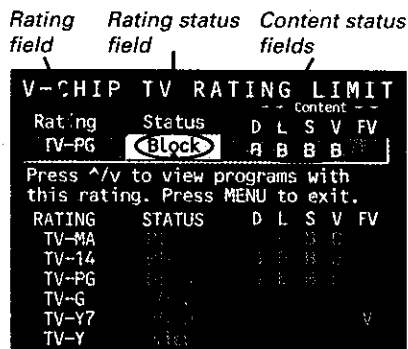 Rating field
Rating status field
Content status fields
V-CHIP TV RATING LIMIT
- - Content - -
Rating Status D L S V FV
TV-PG Block B B B
Press ^/v to view programs with
this rating. Press MENU to exit.
RATING STATUS D L S V FV
TV-MA
TV-14
TV-PG
TV-G
TV-Y7 V
TV-Y